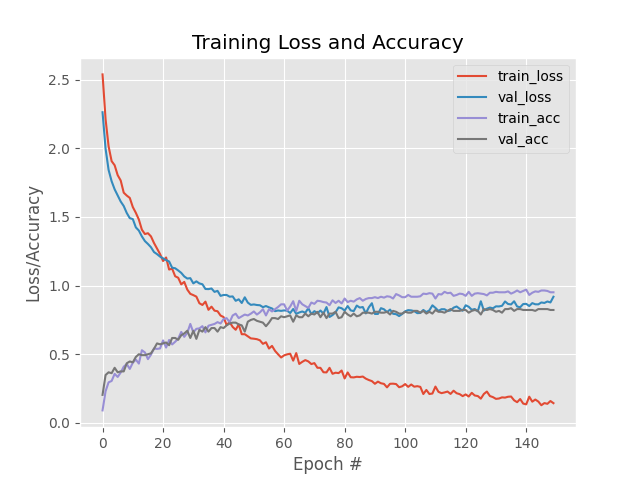 Training Loss and Accuracy
train_loss
val_loss
train_acc
val_acc
2.5
2.0
1.5
1.0
0.5
0.0
Loss/Accuracy
0 20 40 60 80 100 120 140
Epoch #